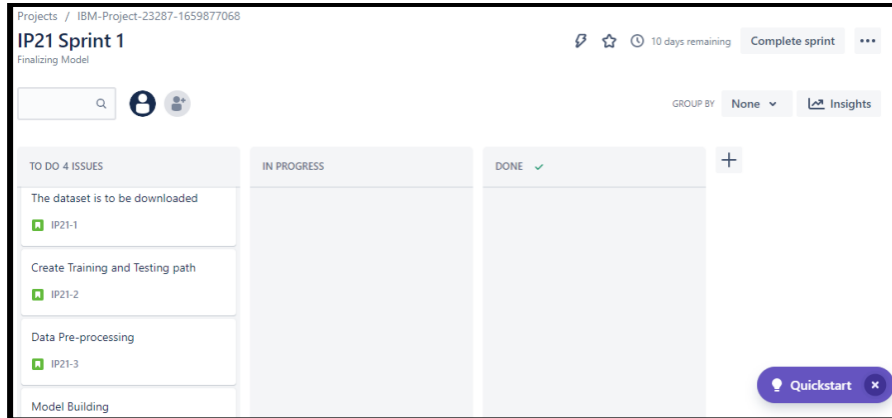 Projects / IBM-Project-23287-1659877068
IP21 Sprint 1
Finalizing Model
10 days remaining
Complete sprint
GROUP BY None
Insights
TO DO 4 ISSUES
IN PROGRESS
DONE
The dataset is to be downloaded
IP21-1
Create Training and Testing path
IP21-2
Data Pre-processing
IP21-3
Model Building
Quickstart